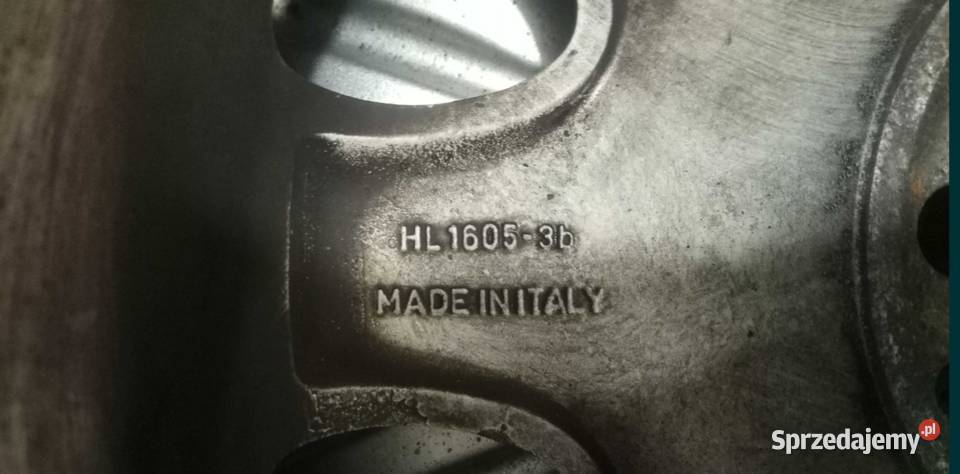 HL1605-3b
MADE IN ITALY
Sprzedajemy.pl